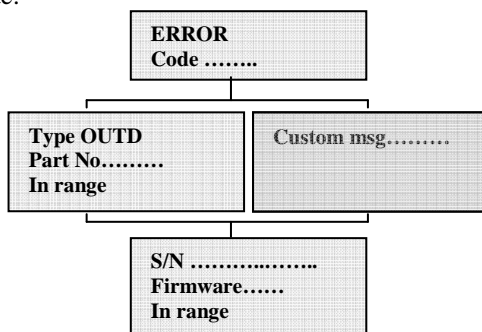 ERROR
Code ……..
Type OUTD
Part No………
In range
Custom msg………
S/N ………...……..
Firmware……
In range